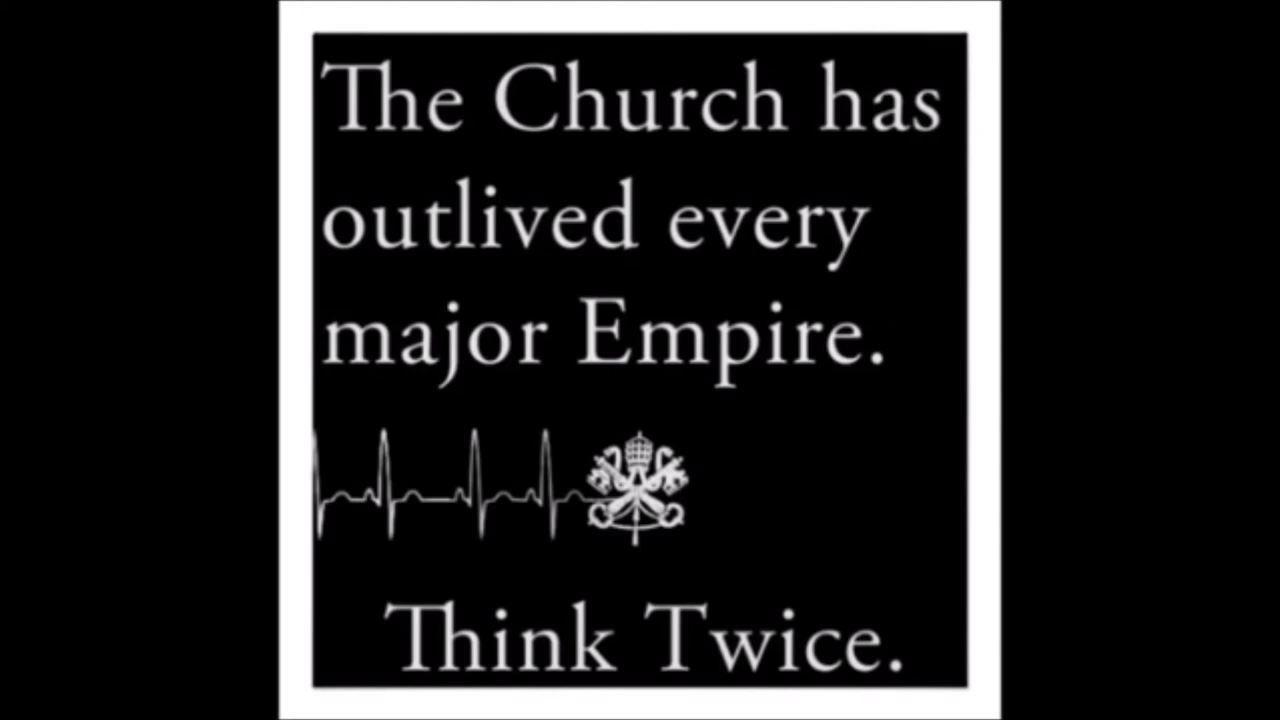 The Church has
outlived every
major Empire.
Think Twice.